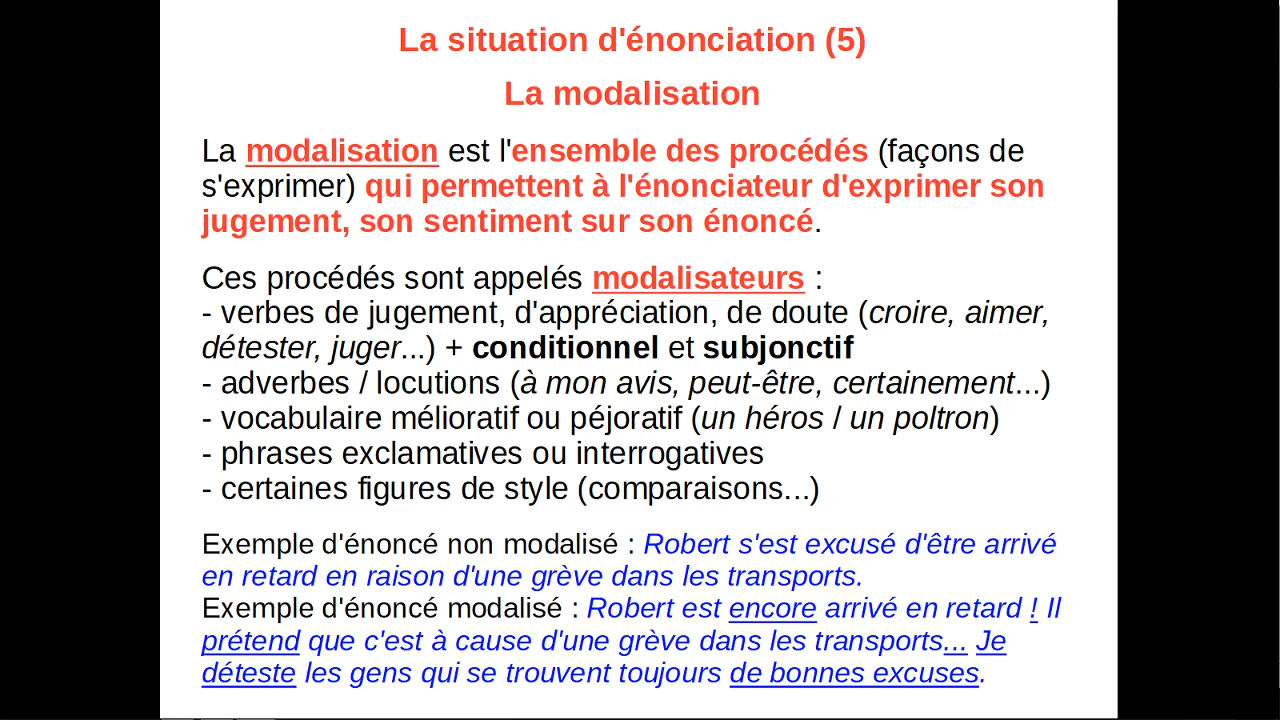 La situation d'énonciation (5)
La modalisation
La modalisation est l'ensemble des procédés (façons de
s'exprimer) qui permettent à l'énonciateur d'exprimer son
jugement, son sentiment sur son énoncé.
Ces procédés sont appelés modalisateurs :
- verbes de jugement, d'appréciation, de doute (croire, aimer,
détester, juger...) + conditionnel et subjonctif
- adverbes / locutions (à mon avis, peut-être, certainement...)
- vocabulaire mélioratif ou péjoratif (un héros / un poltron)
- phrases exclamatives ou interrogatives
- certaines figures de style (comparaisons...)
Exemple d'énoncé non modalisé : Robert s'est excusé d'être arrivé
en retard en raison d'une grève dans les transports.
Exemple d'énoncé modalisé : Robert est encore arrivé en retard ! Il
prétend que c'est à cause d'une grève dans les transports... Je
déteste les gens qui se trouvent toujours de bonnes excuses.